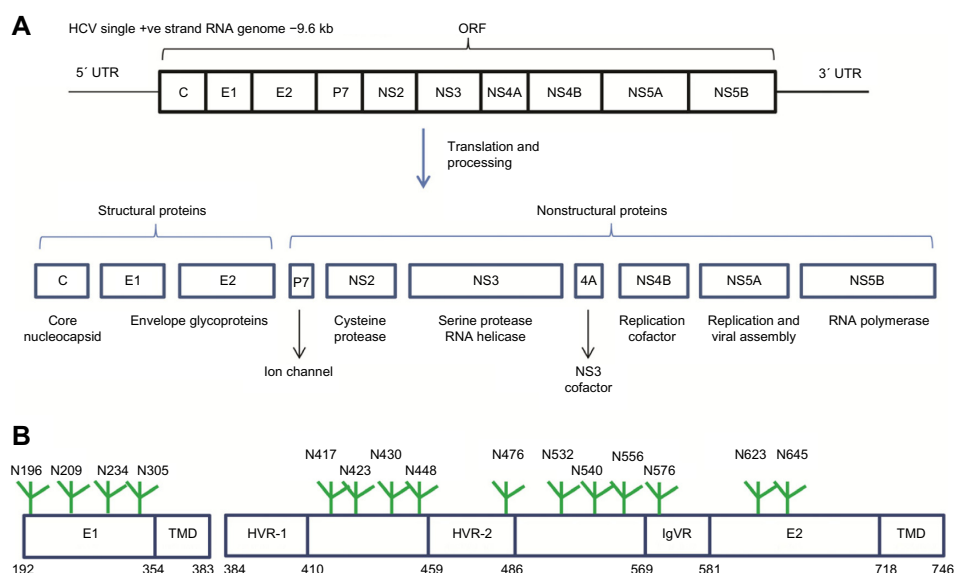 A
HCV single +ve strand RNA genome −9.6 kb
ORF
5´ UTR
3´ UTR
C E1 E2 P7 NS2 NS3 NS4A NS4B NS5A NS5B
Translation and
processing
Structural proteins
Nonstructural proteins
C E1 E2 P7 NS2 NS3 4A NS4B NS5A NS5B
Core
nucleocapsid
Envelope glycoproteins
Cysteine
protease
Serine protease
RNA helicase
Replication
cofactor
Replication and
viral assembly
RNA polymerase
Ion channel
NS3
cofactor
B
N417 N430 N476 N532 N556 N623 N645
N196 N209 N234 N305 N423 N448 N540 N576
E1 TMD HVR-1 HVR-2 IgVR E2 TMD
192 354 383 384 410 459 486 569 581 718 746